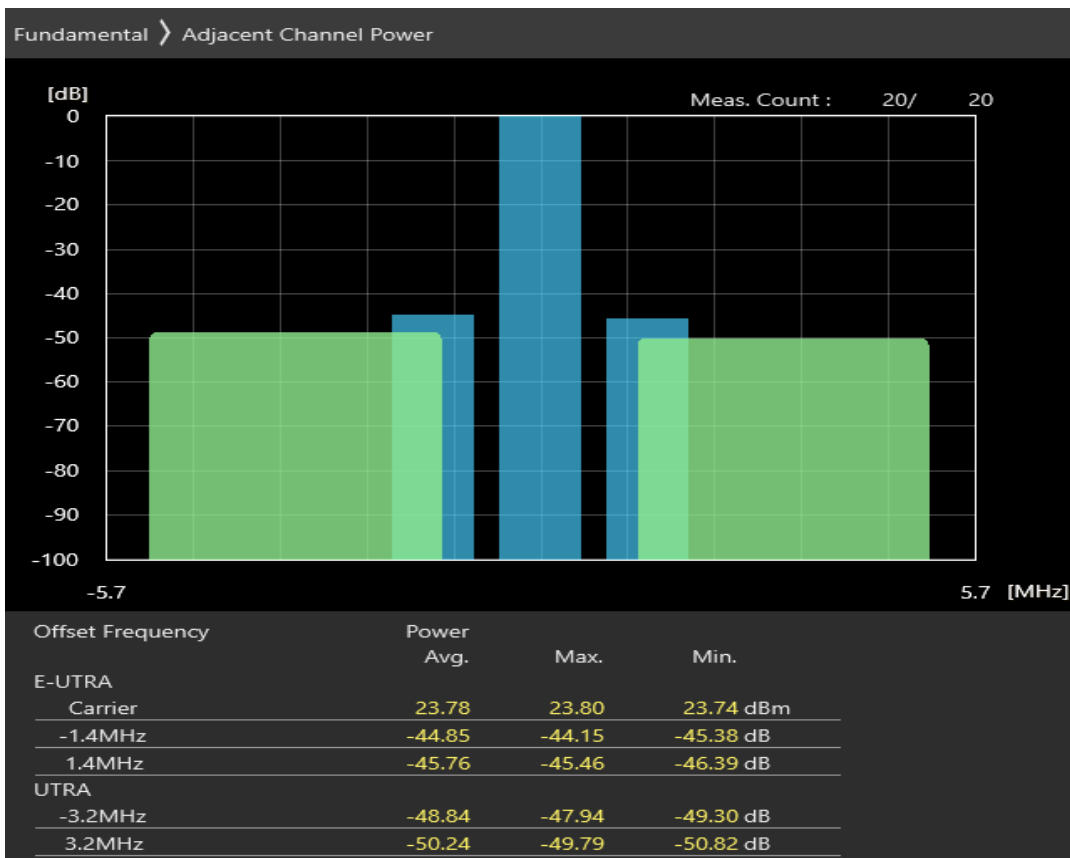 Fundamental 〉 Adjacent Channel Power
[dB]
Meas. Count : 20/ 20
0
-10
-20
-30
-40
-50
-60
-70
-80
-90
-100
-5.7 5.7 [MHz]
Offset Frequency Power
Avg. Max. Min.
E-UTRA
Carrier 23.78 23.80 23.74 dBm
-1.4MHz -44.85 -44.15 -45.38 dB
1.4MHz -45.76 -45.46 -46.39 dB
UTRA
-3.2MHz -48.84 -47.94 -49.30 dB
3.2MHz -50.24 -49.79 -50.82 dB